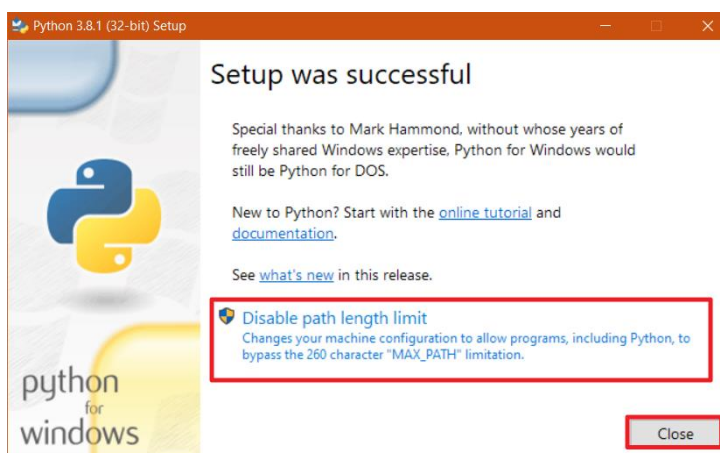 Python 3.8.1 (32-bit) Setup
Setup was successful
Special thanks to Mark Hammond, without whose years of
freely shared Windows expertise, Python for Windows would
still be Python for DOS.
New to Python? Start with the online tutorial and
documentation.
See what's new in this release.
Disable path length limit
Changes your machine configuration to allow programs, including Python, to
bypass the 260 character "MAX_PATH" limitation.
python
for
windows
Close